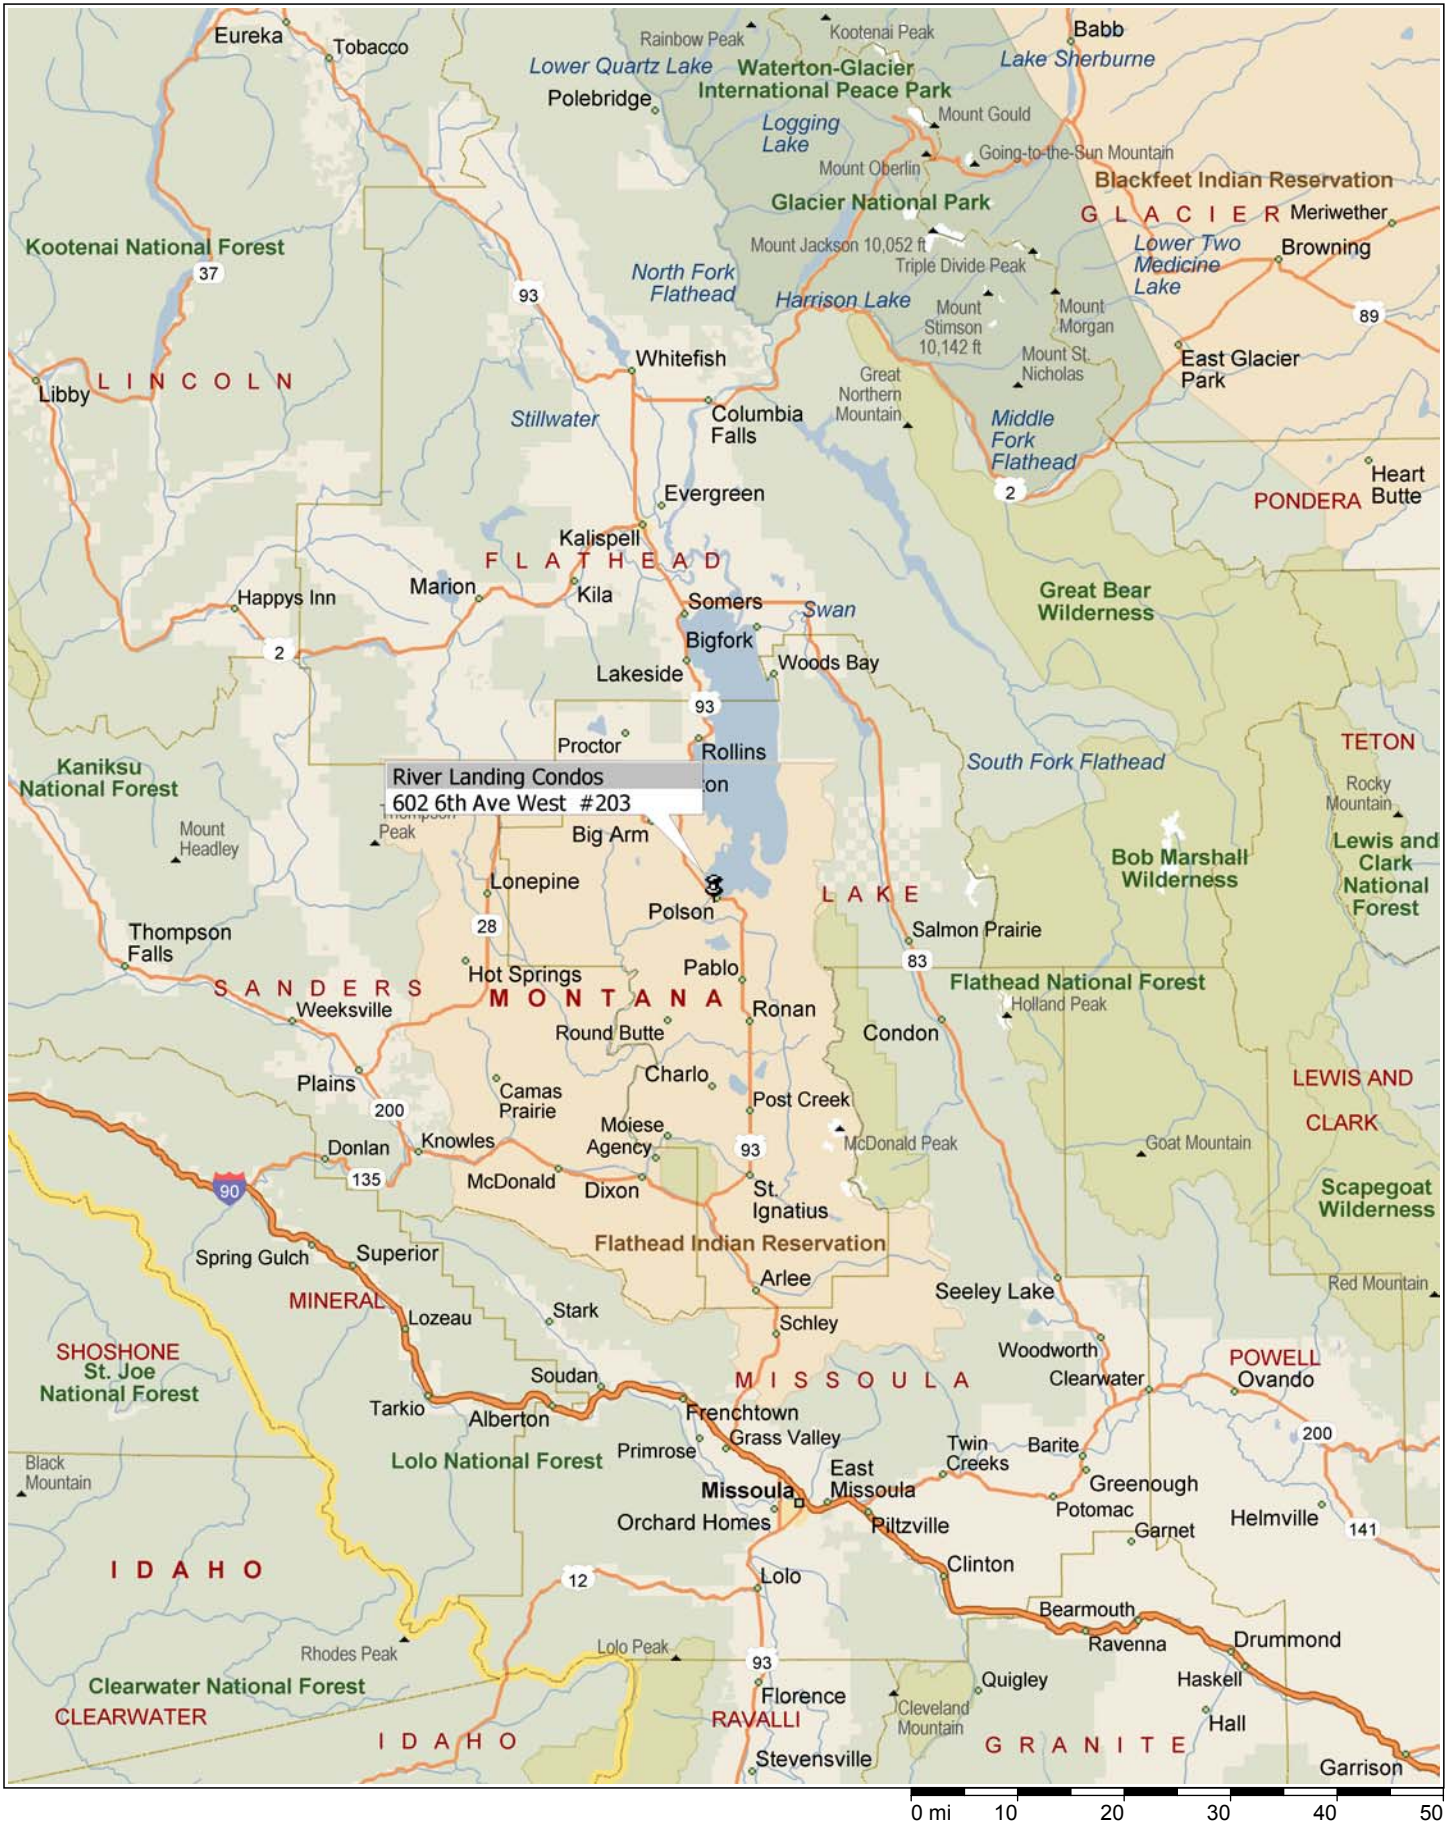 Eureka
Tobacco
Rainbow Peak
Kootenai Peak
Babb
Lake Sherburne
Lower Quartz Lake
Waterton-Glacier
International Peace Park
Polebridge
Logging
Lake
Mount Gould
Mount Oberlin
Going-to-the-Sun Mountain
Blackfeet Indian Reservation
Glacier National Park
GLACIER
Meriwether
Kootenai National Forest
Mount Jackson 10,052 ft
Lower Two
Medicine
Lake
Browning
37
93
North Fork
Flathead
Triple Divide Peak
Harrison Lake
Mount
Stimson
10,142 ft
Mount
Morgan
89
Whitefish
Mount St.
Nicholas
East Glacier
Park
Libby
LINCOLN
Great
Northern
Mountain
Stillwater
Columbia
Falls
Middle
Fork
Flathead
2
Evergreen
Heart
Butte
PONDERA
Kalispell
FLATHEAD
Marion
Kila
Happys Inn
Somers
Swan
Great Bear
Wilderness
2
Bigfork
Lakeside
Woods Bay
93
Proctor
Rollins
TETON
Kaniksu
National Forest
South Fork Flathead
Rocky
Mountain
River Landing Condos
602 6th Ave West #203
Mount
Headley
Peak
Big Arm
Lewis and
Clark
National
Forest
Bob Marshall
Wilderness
Lonepine
LAKE
Polson
28
Thompson
Falls
Salmon Prairie
83
Hot Springs
Pablo
SANDERS
MONTANA
Flathead National Forest
Holland Peak
Weeksville
Round Butte
Ronan
Condon
Plains
Camas
Prairie
Charlo
LEWIS AND
CLARK
200
Post Creek
Moiese
Agency
Donlan
Knowles
93
McDonald Peak
Goat Mountain
135
90
McDonald
Dixon
St.
Ignatius
Scapegoat
Wilderness
Spring Gulch
Superior
Flathead Indian Reservation
Arlee
Seeley Lake
Red Mountain
MINERAL
Lozeau
Stark
Schley
SHOSHONE
St. Joe
National Forest
Woodworth
POWELL
Ovando
Soudan
MISSOULA
Clearwater
Tarkio
Alberton
Frenchtown
Grass Valley
200
Lolo National Forest
Primrose
Twin
Creeks
Barite
Black
Mountain
East
Missoula
Missoula
Greenough
Orchard Homes
Piltzville
Potomac
Helmville
Garnet
141
IDAHO
12
Lolo
Clinton
Bearmouth
Ravenna
Rhodes Peak
Lolo Peak
93
Drummond
Haskell
Clearwater National Forest
Quigley
CLEARWATER
Florence
RAVALLI
Cleveland
Mountain
Hall
IDAHO
GRANITE
Stevensville
Garrison
0 mi 10 20 30 40 50